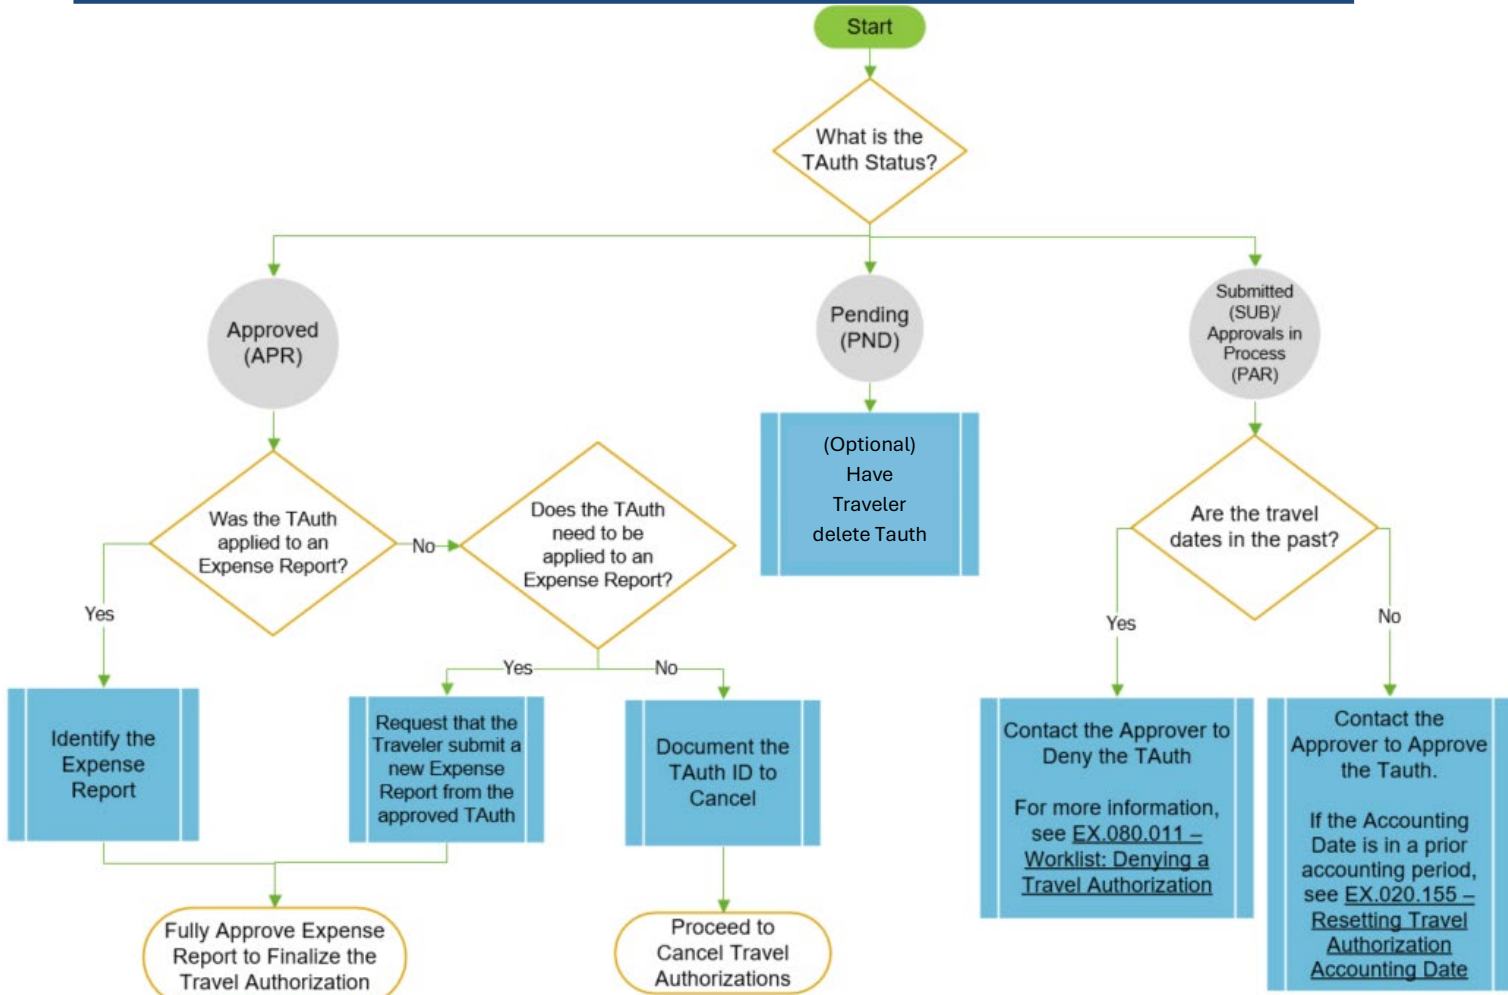 Start
What is the
TAuth Status?
Approved
(APR)
Pending
(PND)
Submitted
(SUB)/
Approvals in
Process
(PAR)
(Optional)
Have
Traveler
delete Tauth
Was the TAuth
applied to an
Expense Report?
No
Does the TAuth
need to be
applied to an
Expense Report?
Are the travel
dates in the past?
Yes
Yes
No
Yes
No
Identify the
Expense
Report
Request that the
Traveler submit a
new Expense
Report from the
approved TAuth
Document the
TAuth ID to
Cancel
Contact the Approver to
Deny the TAuth
For more information,
see EX.080.011 –
Worklist: Denying a
Travel Authorization
Contact the
Approver to Approve
the Tauth.
If the Accounting
Date is in a prior
accounting period,
see EX.020.155 –
Resetting Travel
Authorization
Accounting Date
Fully Approve Expense
Report to Finalize the
Travel Authorization
Proceed to
Cancel Travel
Authorizations